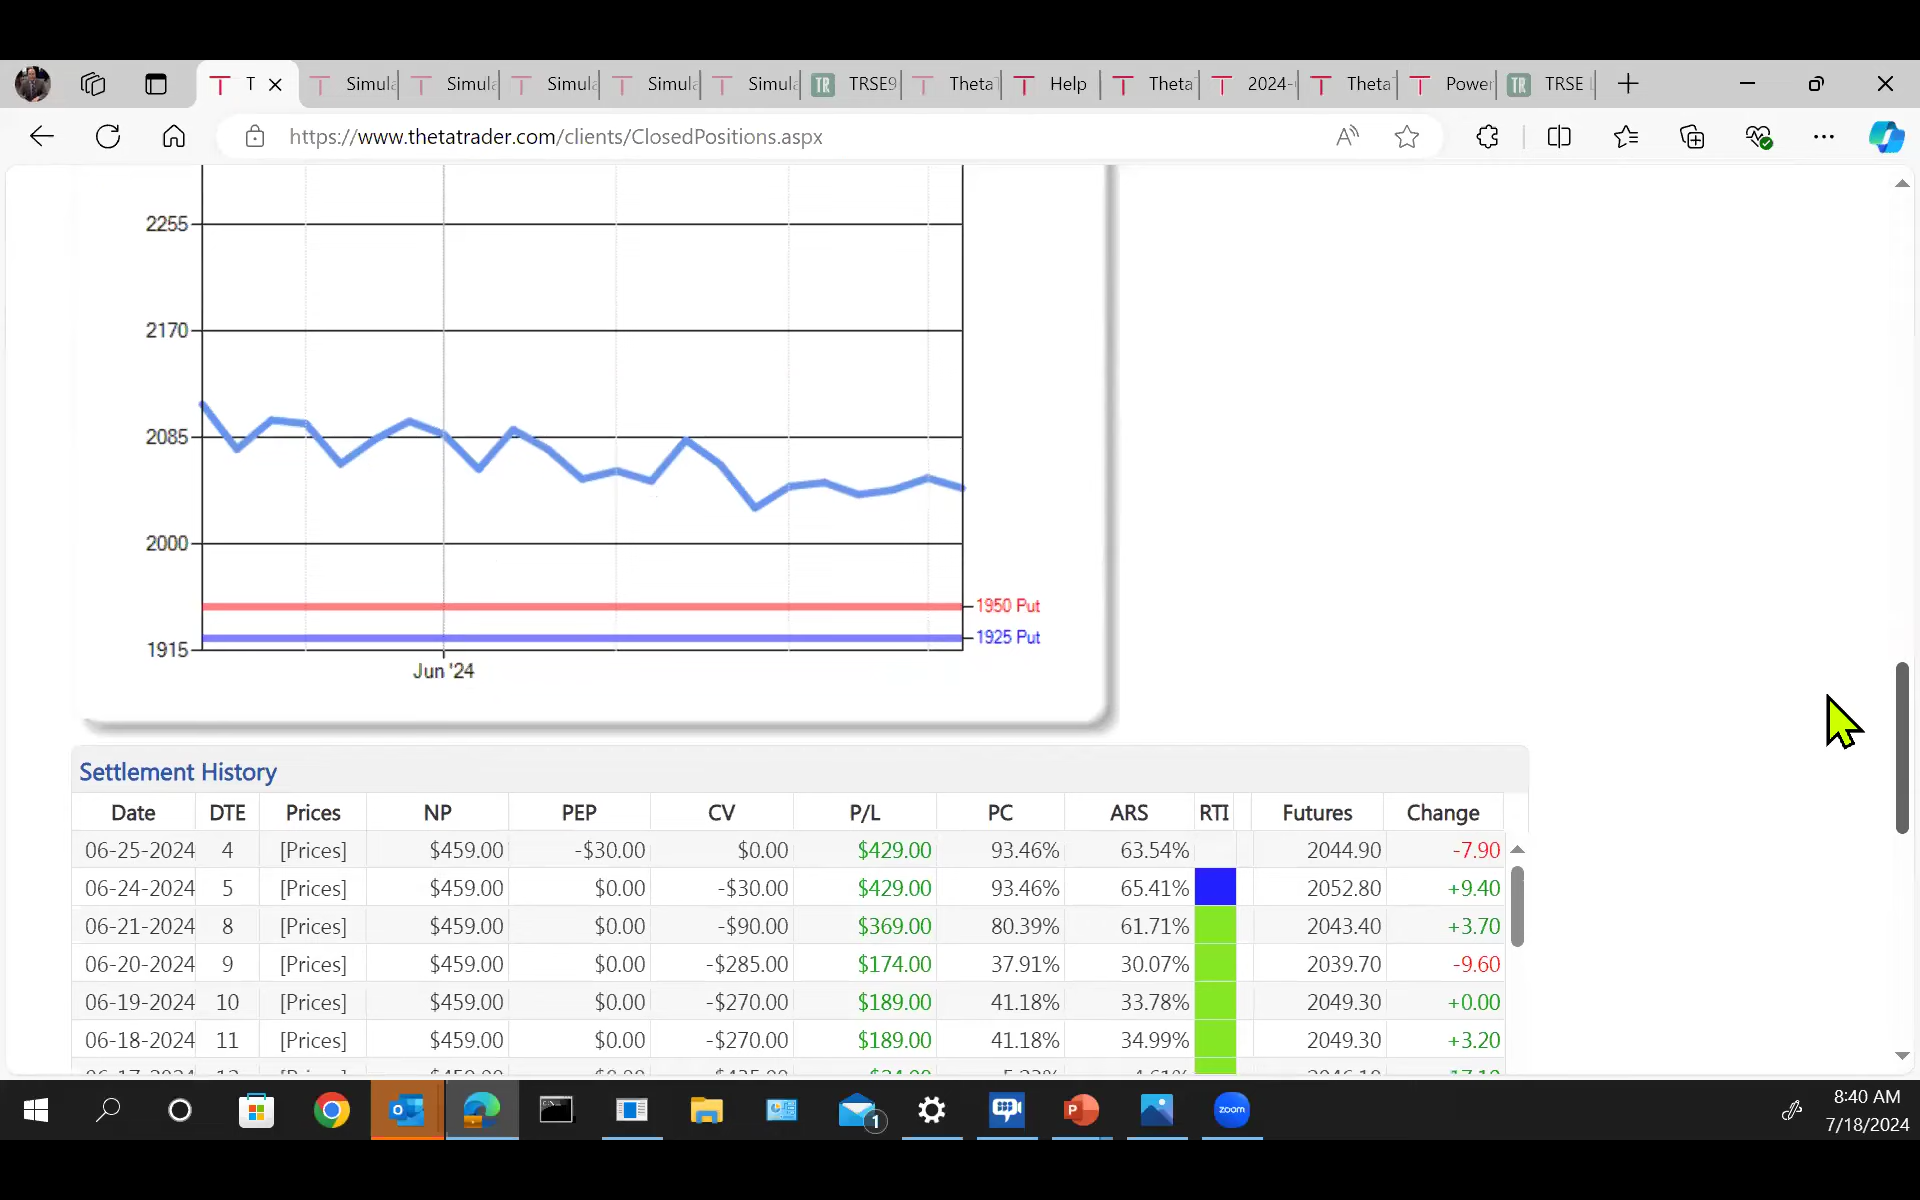 T Simula Simula Simula Simula Simula TRSE9 Theta Help Theta 2024- Theta Power TRSE
https://www.thetatrader.com/clients/ClosedPositions.aspx
2255
2170
2085
2000
1950 Put
1925 Put
1915
Jun '24
Settlement History
Date DTE Prices NP PEP CV P/L PC ARS RTI Futures Change
06-25-2024 4 [Prices] $459.00 -$30.00 $0.00 $429.00 93.46% 63.54% 2044.90 -7.90
06-24-2024 5 [Prices] $459.00 $0.00 -$30.00 $429.00 93.46% 65.41% 2052.80 +9.40
06-21-2024 8 [Prices] $459.00 $0.00 -$90.00 $369.00 80.39% 61.71% 2043.40 +3.70
06-20-2024 9 [Prices] $459.00 $0.00 -$285.00 $174.00 37.91% 30.07% 2039.70 -9.60
06-19-2024 10 [Prices] $459.00 $0.00 -$270.00 $189.00 41.18% 33.78% 2049.30 +0.00
06-18-2024 11 [Prices] $459.00 $0.00 -$270.00 $189.00 41.18% 34.99% 2049.30 +3.20
1
zoom
8:40 AM
7/18/2024